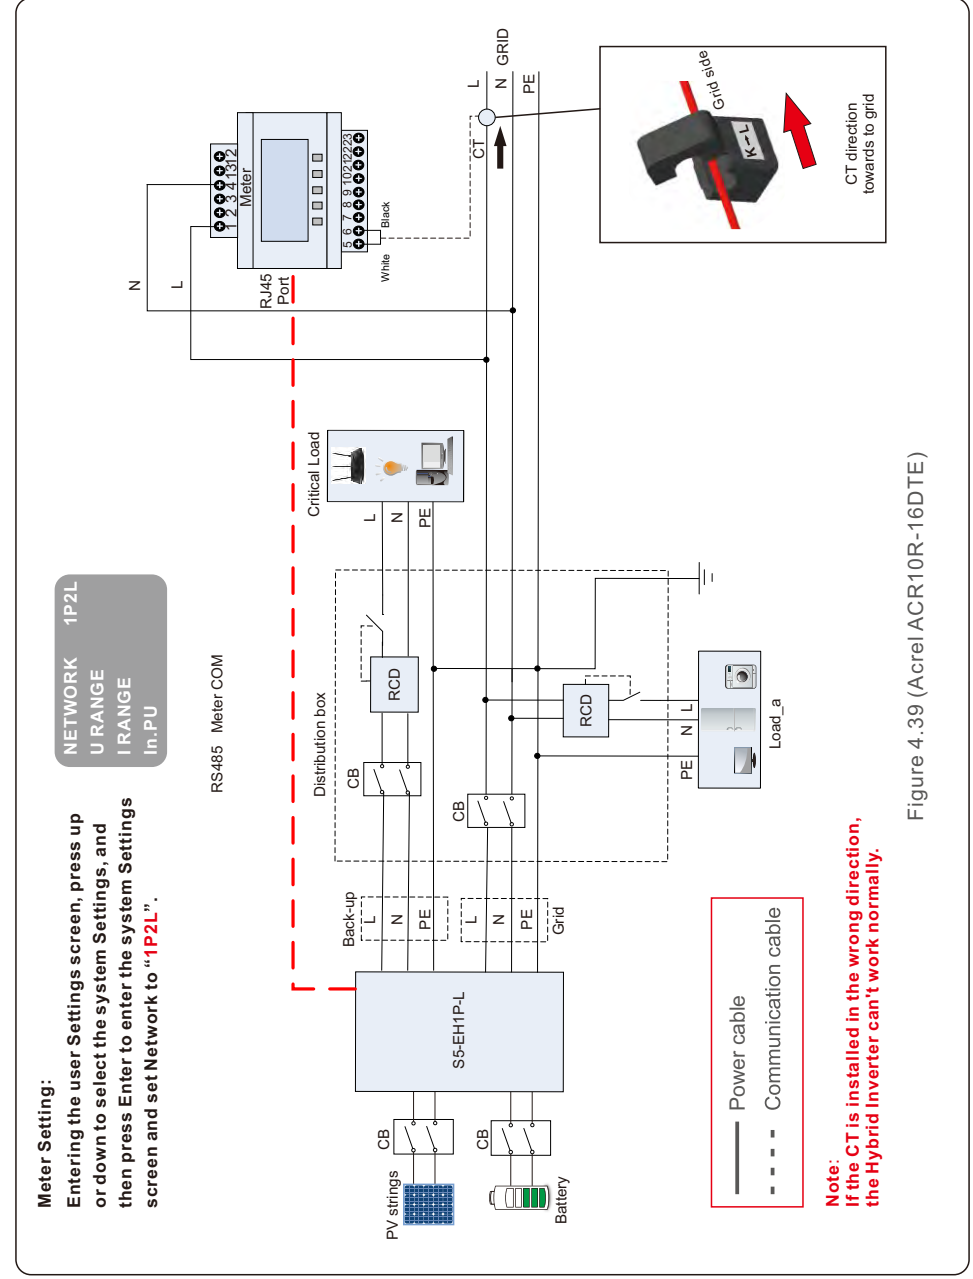 Meter Setting:
Entering the user Settings screen, press up
or down to select the system Settings, and
then press Enter to enter the system Settings
screen and set Network to “1P2L”.
NETWORK 1P2L
U RANGE
I RANGE
In.PU
RS485 Meter COM
N
L
1 2 3 4 13 12
Meter
RJ45
Port
5 6 7 8 9 10 21 22 23
White
Black
PV strings
CB
Battery
CB
S5-EH1P-L
Back-up
L
N
PE
L
N
PE
Grid
Distribution box
CB
RCD
CB
RCD
Critical Load
L
N
PE
PE
N
L
Load_a
CT
L
N
PE
GRID
Grid side
K
L
CT direction
towards to grid
Power cable
Communication cable
Note:
If the CT is installed in the wrong direction,
the Hybrid Inverter can't work normally.
Figure 4.39 (Acrel ACR10R-16DTE)